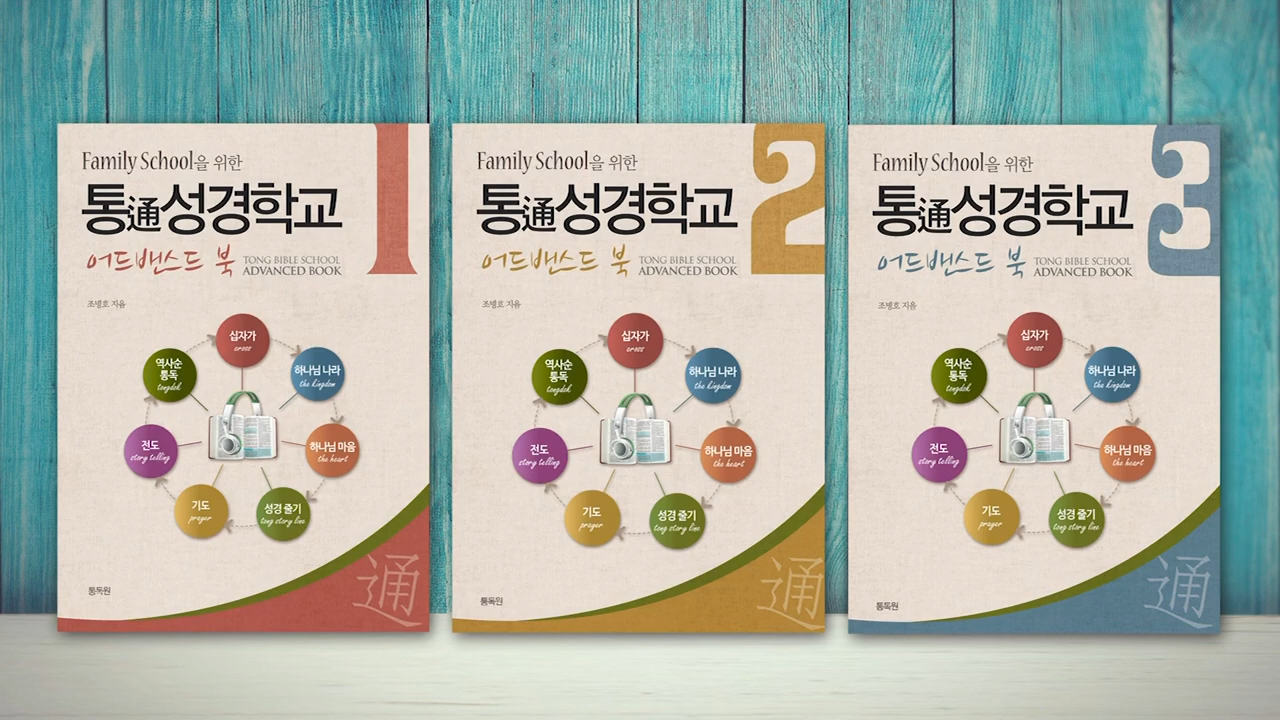 Family School을 위한
통通성경학교
어드밴스드 북
TONG BIBLE SCHOOL
ADVANCED BOOK
1
조병호 지음
십자가
cross
하나님 나라
the kingdom
하나님 마음
the heart
성경 줄기
tong story line
기도
prayer
전도
story telling
역사순
통독
tongdok
통독원
通
Family School을 위한
통通성경학교
어드밴스드 북
TONG BIBLE SCHOOL
ADVANCED BOOK
2
조병호 지음
십자가
cross
하나님 나라
the kingdom
하나님 마음
the heart
성경 줄기
tong story line
기도
prayer
전도
story telling
역사순
통독
tongdok
통독원
通
Family School을 위한
통通성경학교
어드밴스드 북
TONG BIBLE SCHOOL
ADVANCED BOOK
3
조병호 지음
십자가
cross
하나님 나라
the kingdom
하나님 마음
the heart
성경 줄기
tong story line
기도
prayer
전도
story telling
역사순
통독
tongdok
통독원
通